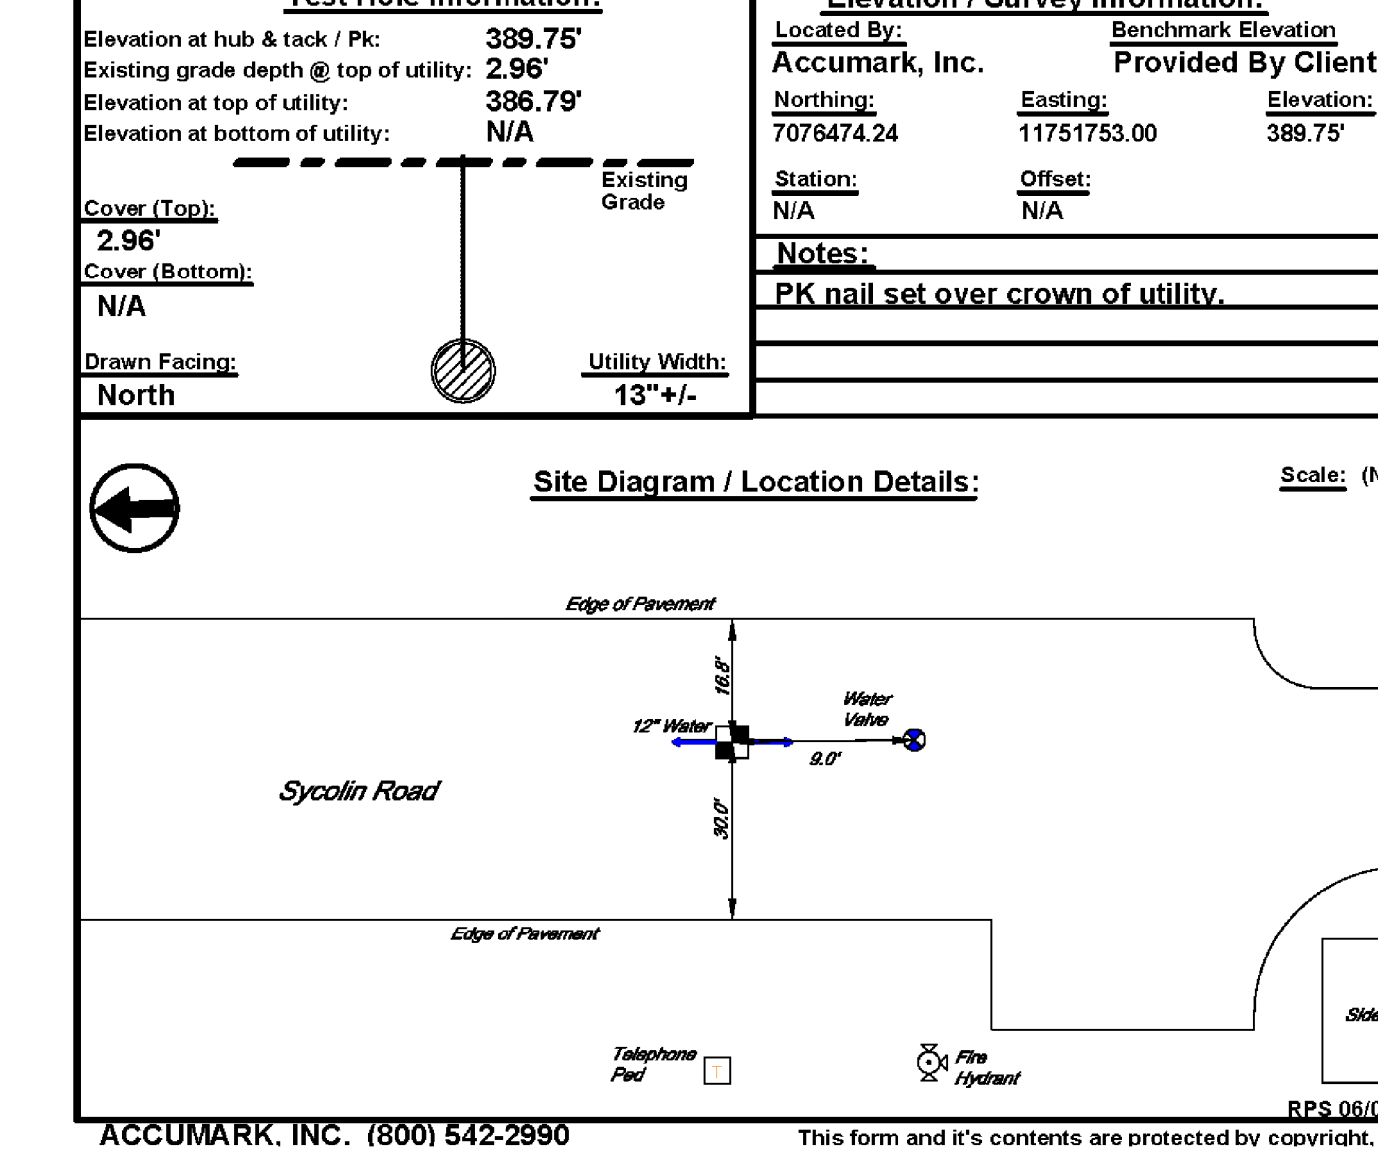 Test Hole Information:
Elevation at hub & tack / Pk: 389.75'
Existing grade depth @ top of utility: 2.96'
Elevation at top of utility: 386.79'
Elevation at bottom of utility: N/A
Existing
Grade
Cover (Top):
2.96'
Cover (Bottom):
N/A
Drawn Facing:
North
Utility Width:
13"+/-
Elevation / Survey Information:
Located By: Benchmark Elevation
Accumark, Inc. Provided By Client
Northing: Easting: Elevation:
7076474.24 11751753.00 389.75'
Station: Offset:
N/A N/A
Notes:
PK nail set over crown of utility.
Site Diagram / Location Details:
Scale: (N
Edge of Pavement
16.8'
Water
Valve
12" Water
9.0'
Sycolin Road
30.0'
Edge of Pavement
Telephone
Ped
T
Fire
Hydrant
Side
RPS 06/0
ACCUMARK, INC. (800) 542-2990
This form and it's contents are protected by copyright,